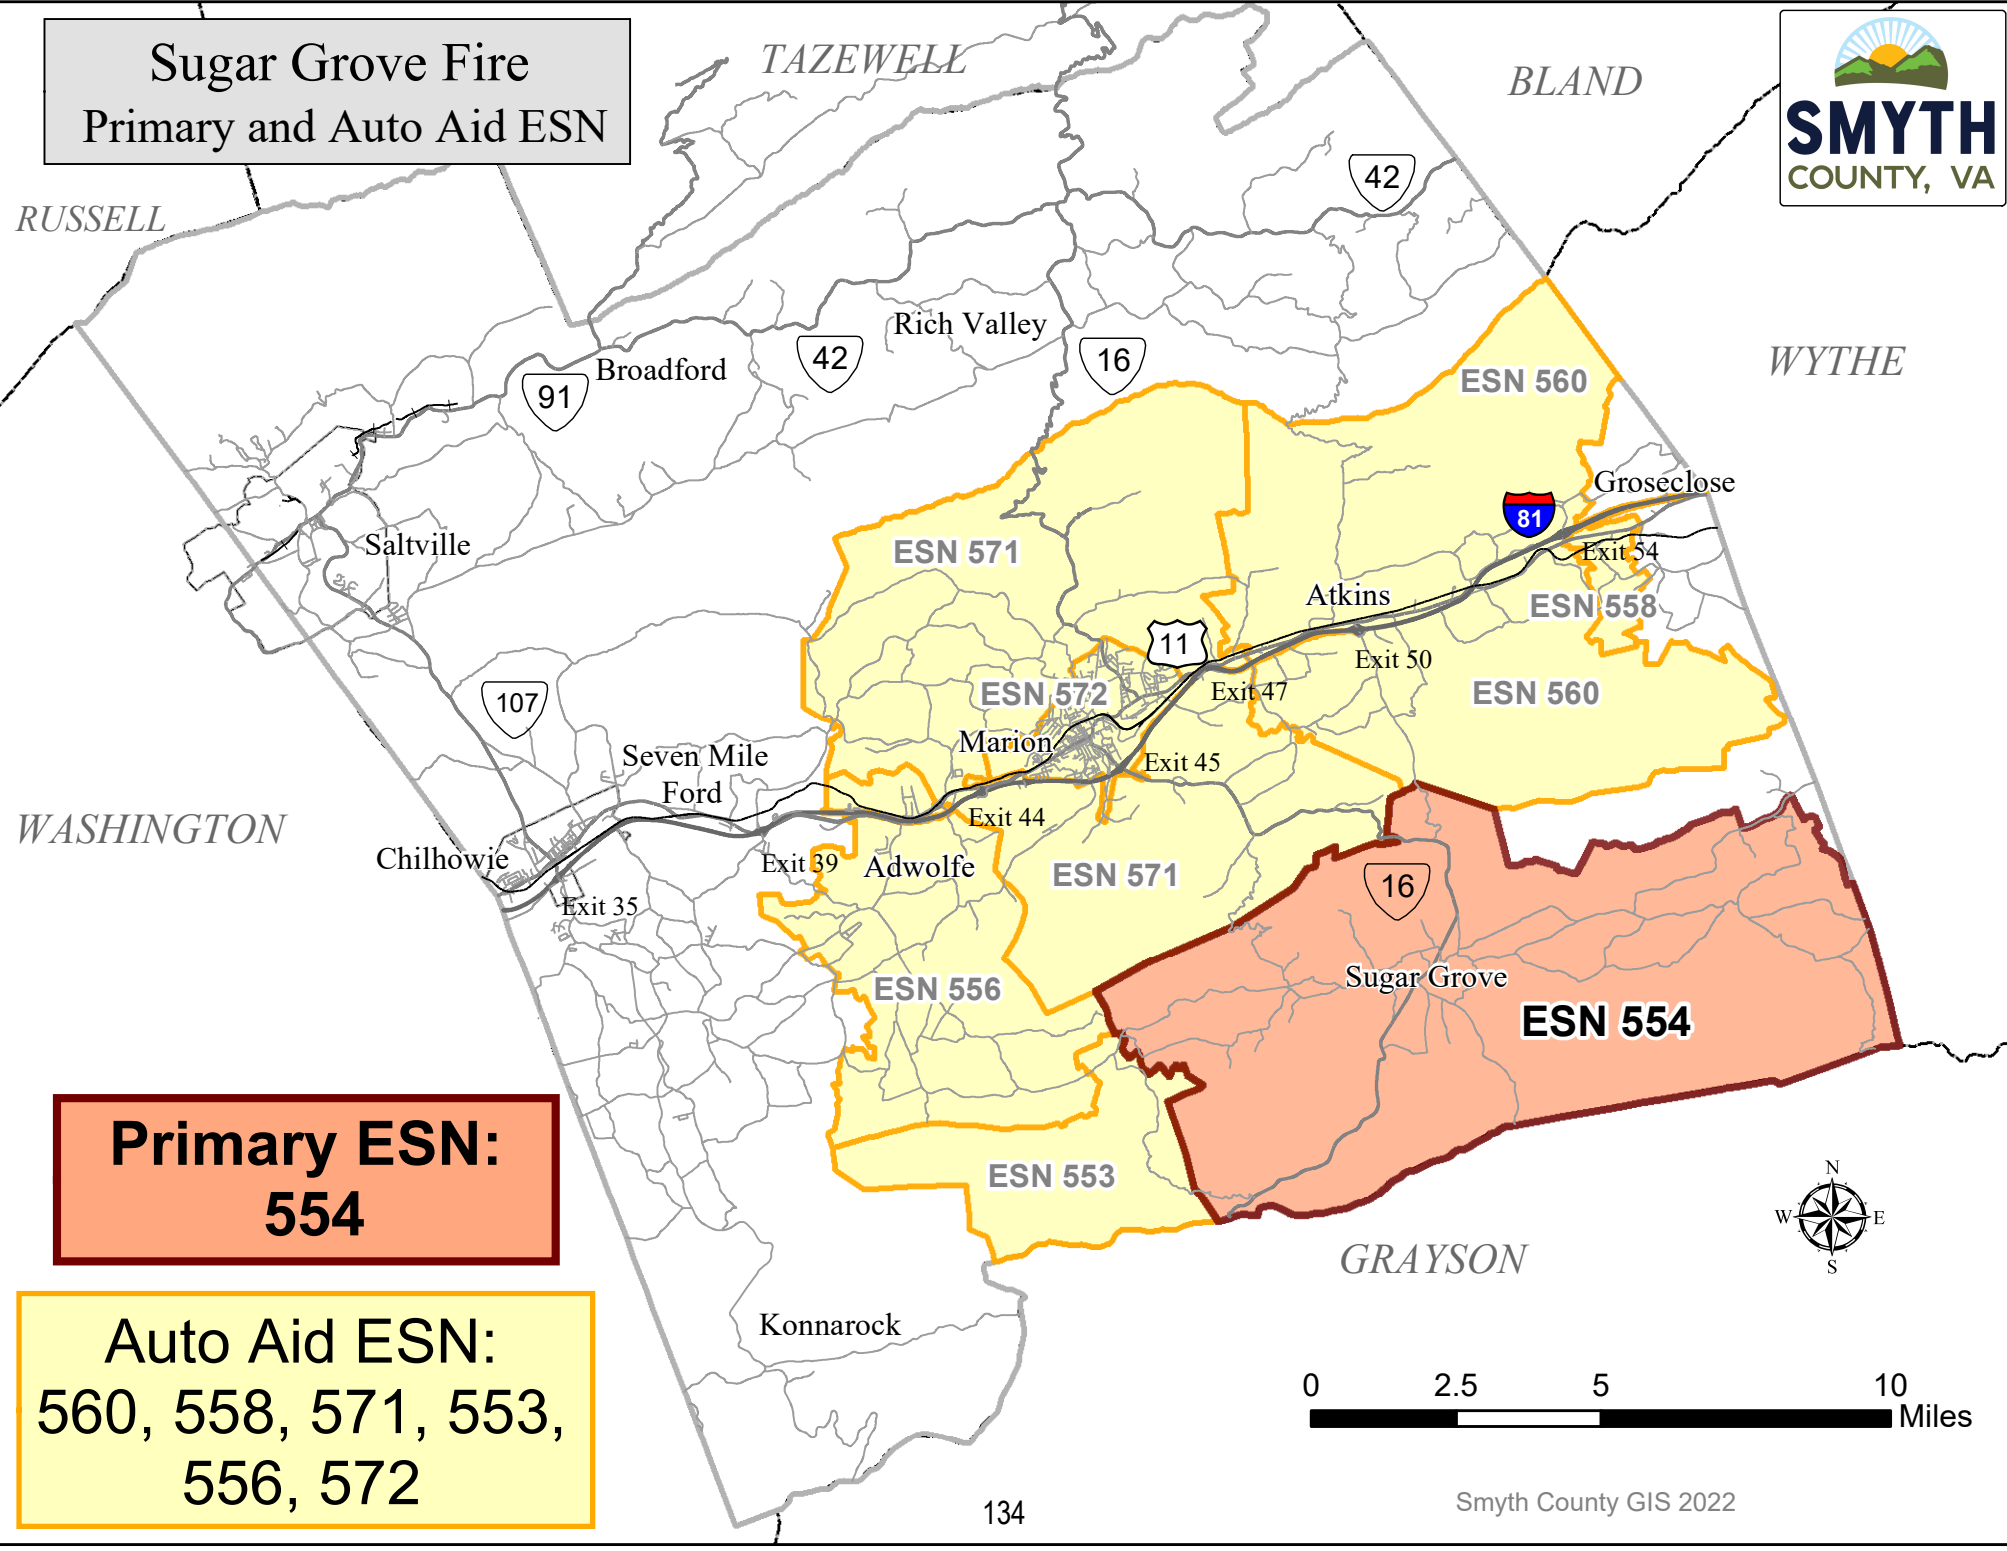 Sugar Grove Fire
Primary and Auto Aid ESN
TAZEWELL
BLAND
SMYTH
COUNTY, VA
RUSSELL
42
WYTHE
Rich Valley
42
16
Broadford
91
ESN 560
Groseclose
81
Saltville
ESN 571
Exit 54
Atkins
ESN 558
11
Exit 50
107
ESN 572
Exit 47
ESN 560
Marion
Seven Mile
Ford
Exit 45
WASHINGTON
Exit 44
Chilhowie
Exit 39
Adwolfe
ESN 571
16
Exit 35
ESN 556
Sugar Grove
ESN 554
Primary ESN:
554
ESN 553
N
W
E
S
GRAYSON
Konnarock
Auto Aid ESN:
560, 558, 571, 553,
556, 572
0 2.5 5 10
Miles
134
Smyth County GIS 2022